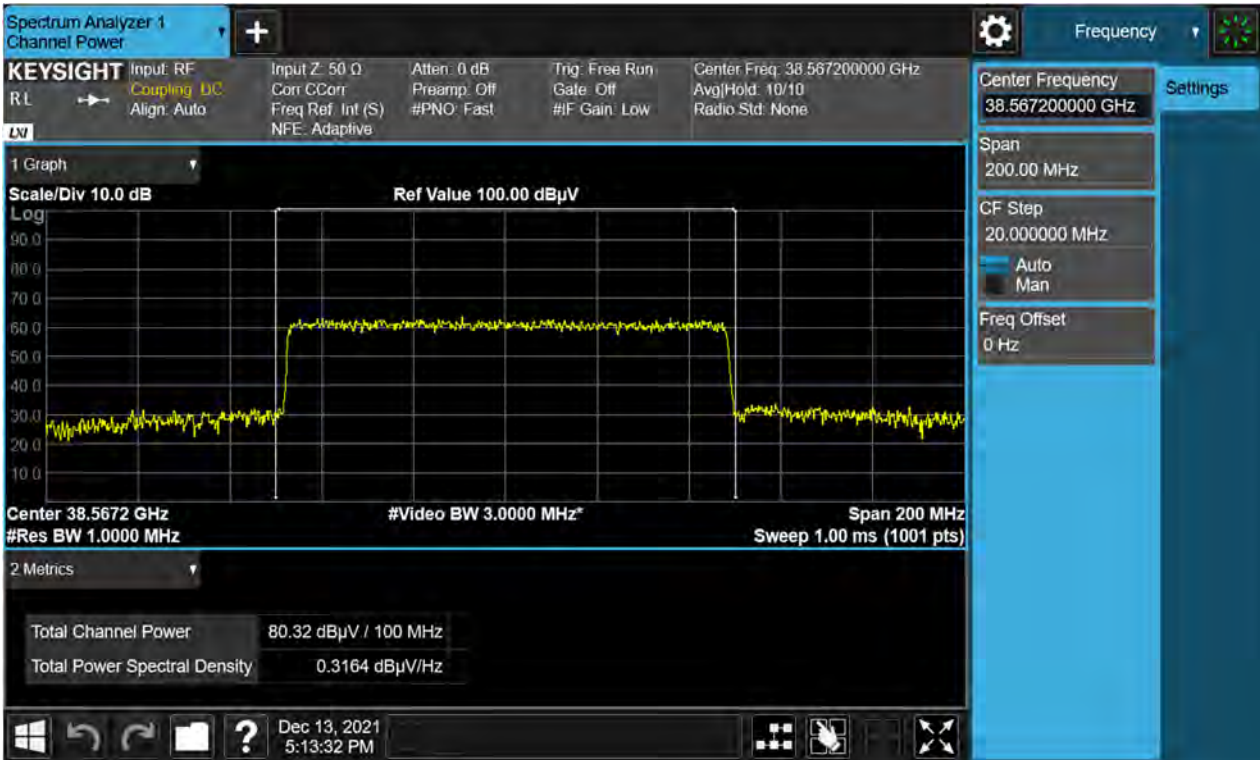 Spectrum Analyzer 1
Channel Power
+
Frequency
KEYSIGHT
RL
LXI
Input: RF
Coupling: DC
Align: Auto
Input Z: 50 Ω
Corr CCorr
Freq Ref: Int (S)
NFE: Adaptive
Atten: 0 dB
Preamp: Off
#PNO: Fast
Trig: Free Run
Gate: Off
#IF Gain: Low
Center Freq: 38.567200000 GHz
Avg|Hold: 10/10
Radio Std: None
Center Frequency
38.567200000 GHz
Settings
Span
200.00 MHz
CF Step
20.000000 MHz
Auto
Man
Freq Offset
0 Hz
1 Graph
Scale/Div 10.0 dB
Ref Value 100.00 dBµV
Log
90.0
80.0
70.0
60.0
50.0
40.0
30.0
20.0
10.0
Center 38.5672 GHz
#Video BW 3.0000 MHz*
Span 200 MHz
#Res BW 1.0000 MHz
Sweep 1.00 ms (1001 pts)
2 Metrics
Total Channel Power 80.32 dBµV / 100 MHz
Total Power Spectral Density 0.3164 dBµV/Hz
?
Dec 13, 2021
5:13:32 PM